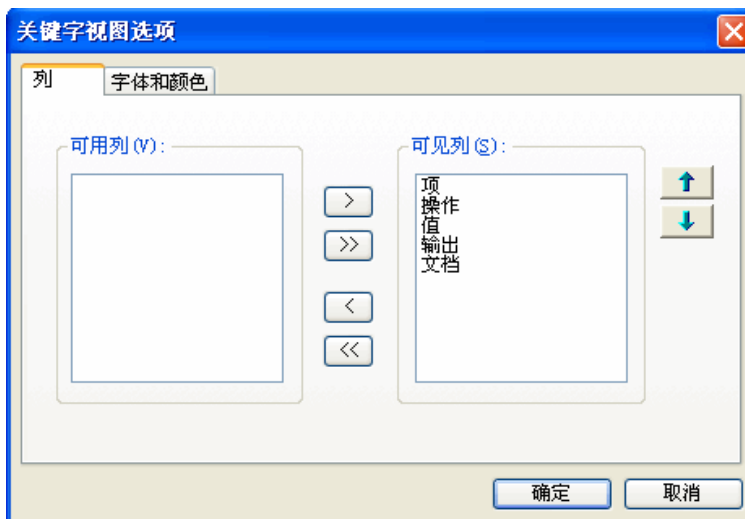 关键字视图选项
列
字体和颜色
可用列(V):
可见列(S):
项
操作
值
输出
文档
>
>>
<
<<
确定
取消